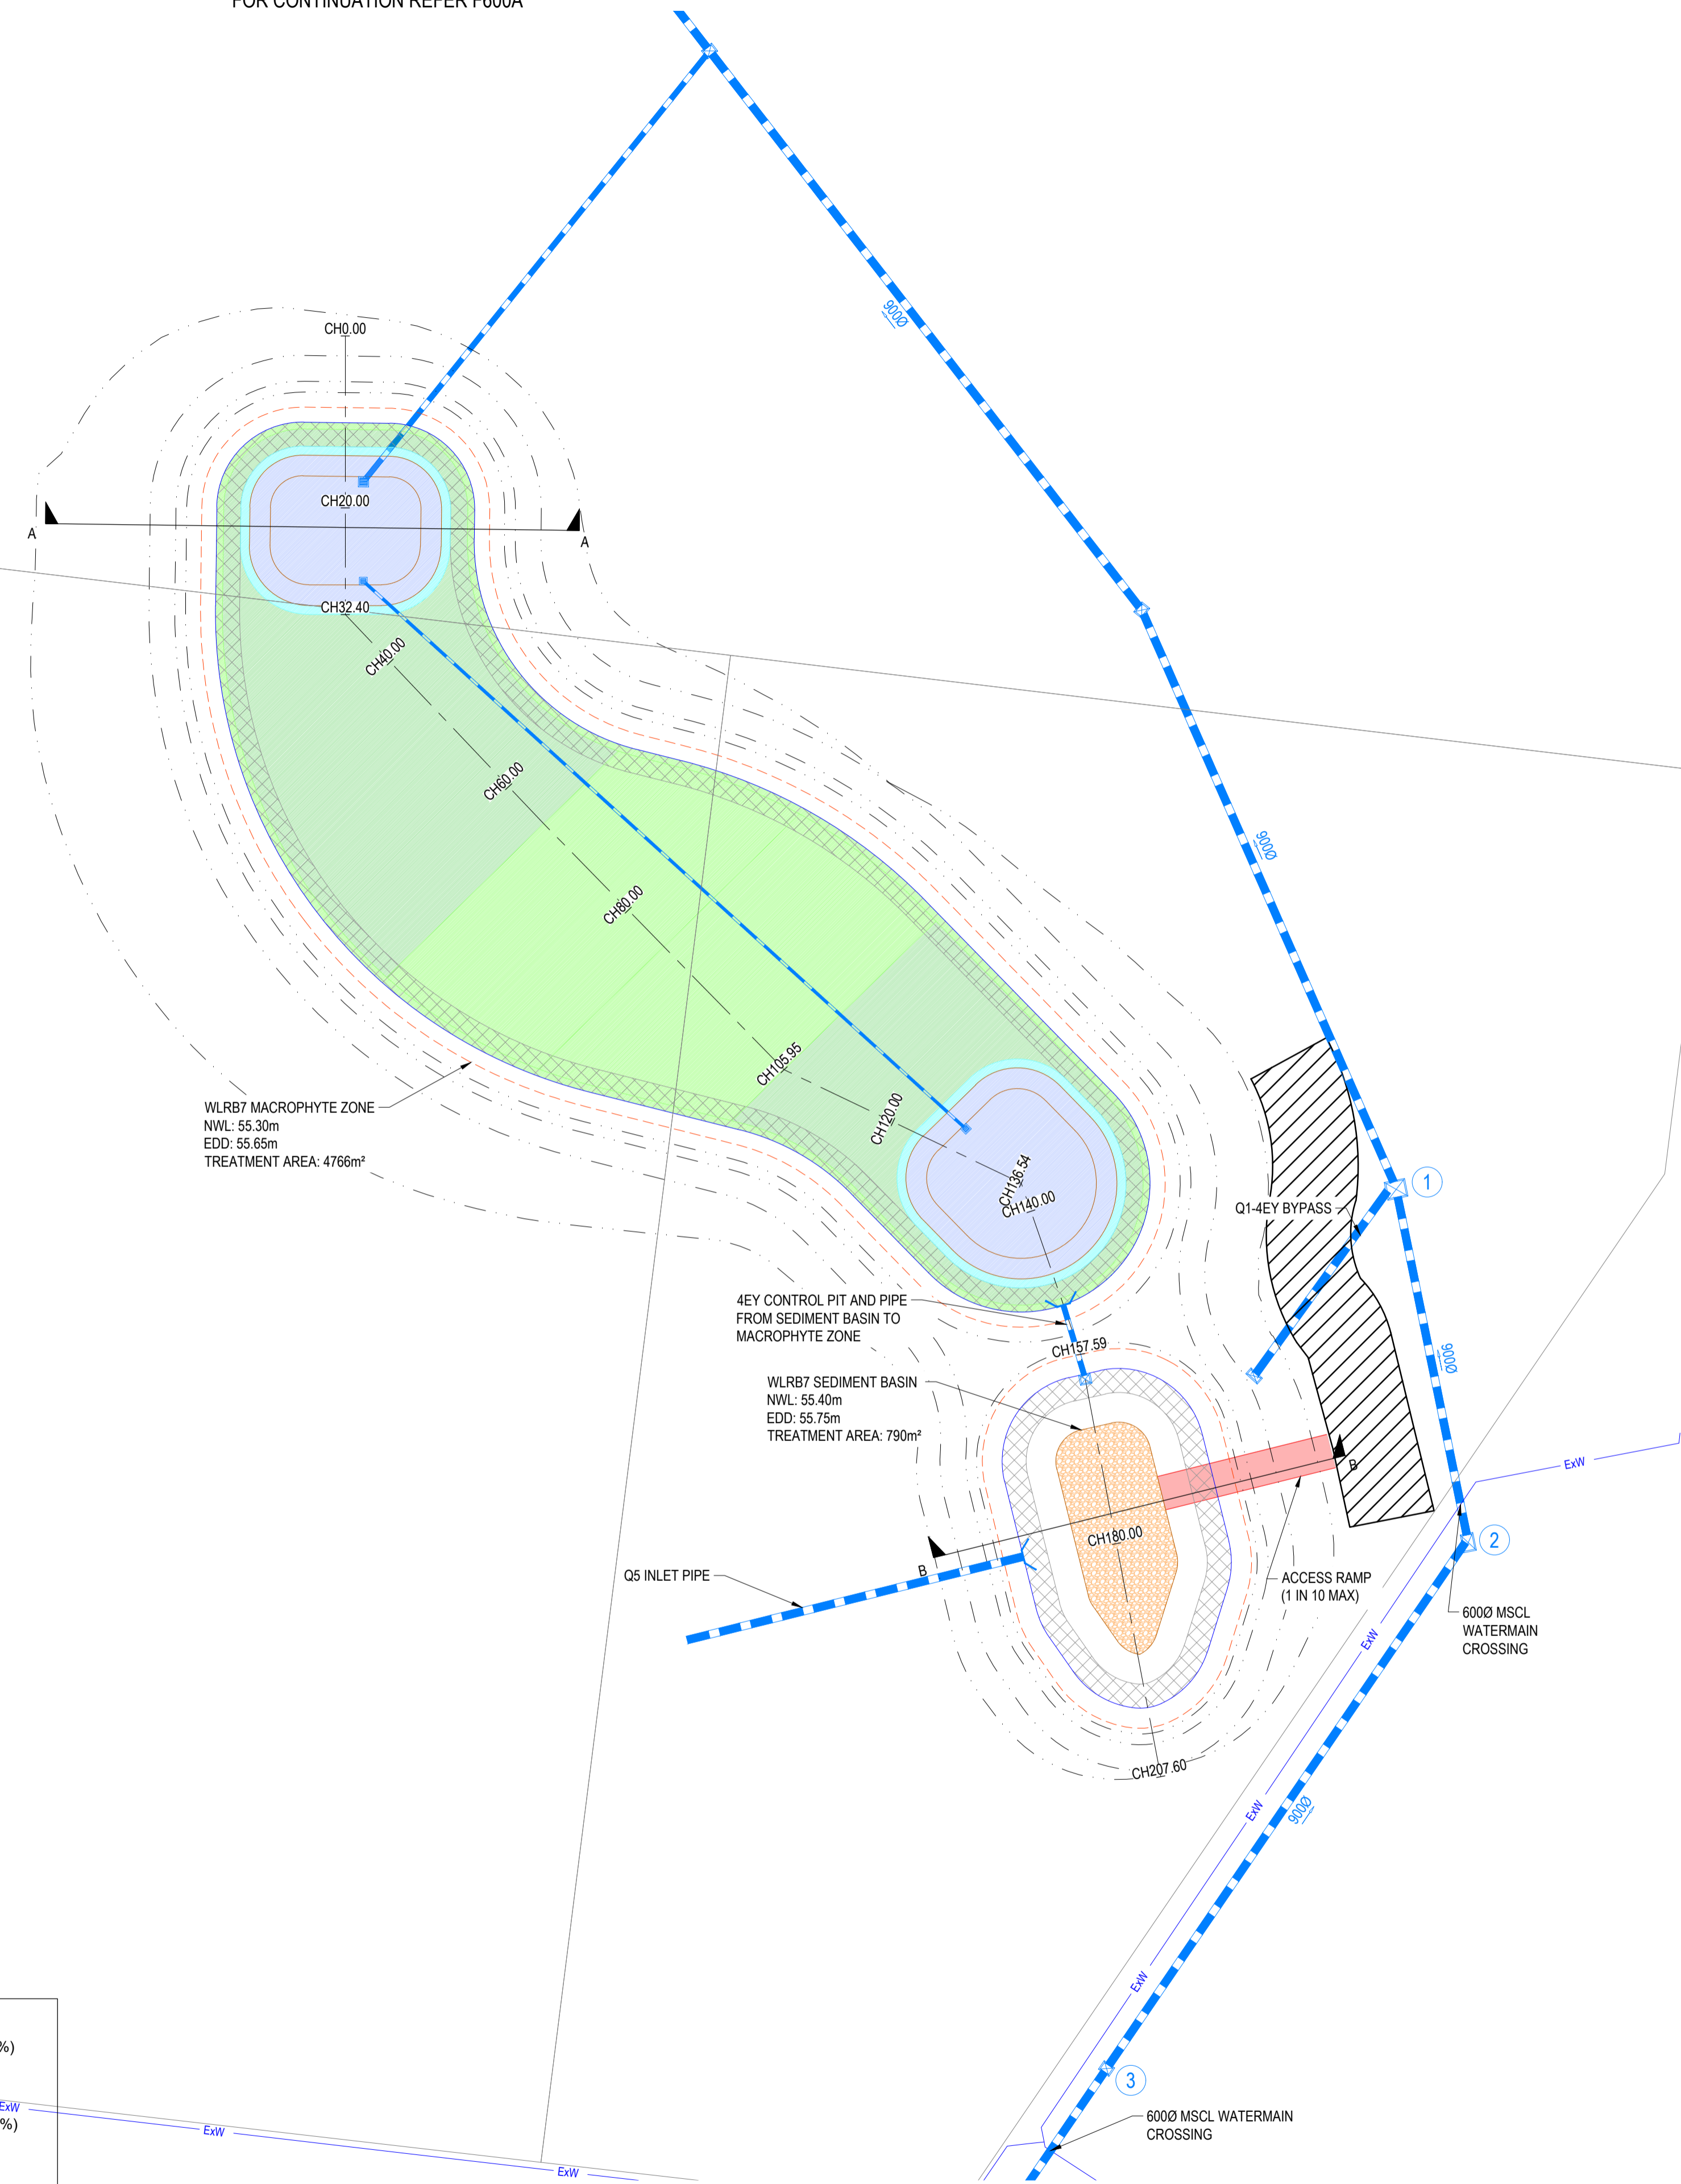 FOR CONTINUATION REFER F600A
900Ø
CH0.00
CH20.00
A
A
CH32.40
CH40.00
CH60.00
900Ø
CH80.00
CH105.95
WLRB7 MACROPHYTE ZONE
NWL: 55.30m
EDD: 55.65m
TREATMENT AREA: 4766m²
CH120.00
CH136.54
CH140.00
1
Q1-4EY BYPASS
4EY CONTROL PIT AND PIPE
FROM SEDIMENT BASIN TO
MACROPHYTE ZONE
CH157.59
900Ø
WLRB7 SEDIMENT BASIN
NWL: 55.40m
EDD: 55.75m
TREATMENT AREA: 790m²
B
ExW
CH180.00
2
B
Q5 INLET PIPE
ACCESS RAMP
(1 IN 10 MAX)
600Ø MSCL
WATERMAIN
CROSSING
ExW
CH207.60
ExW
900Ø
ExW
%)
3
ExW
%)
ExW
600Ø MSCL WATERMAIN
CROSSING
ExW